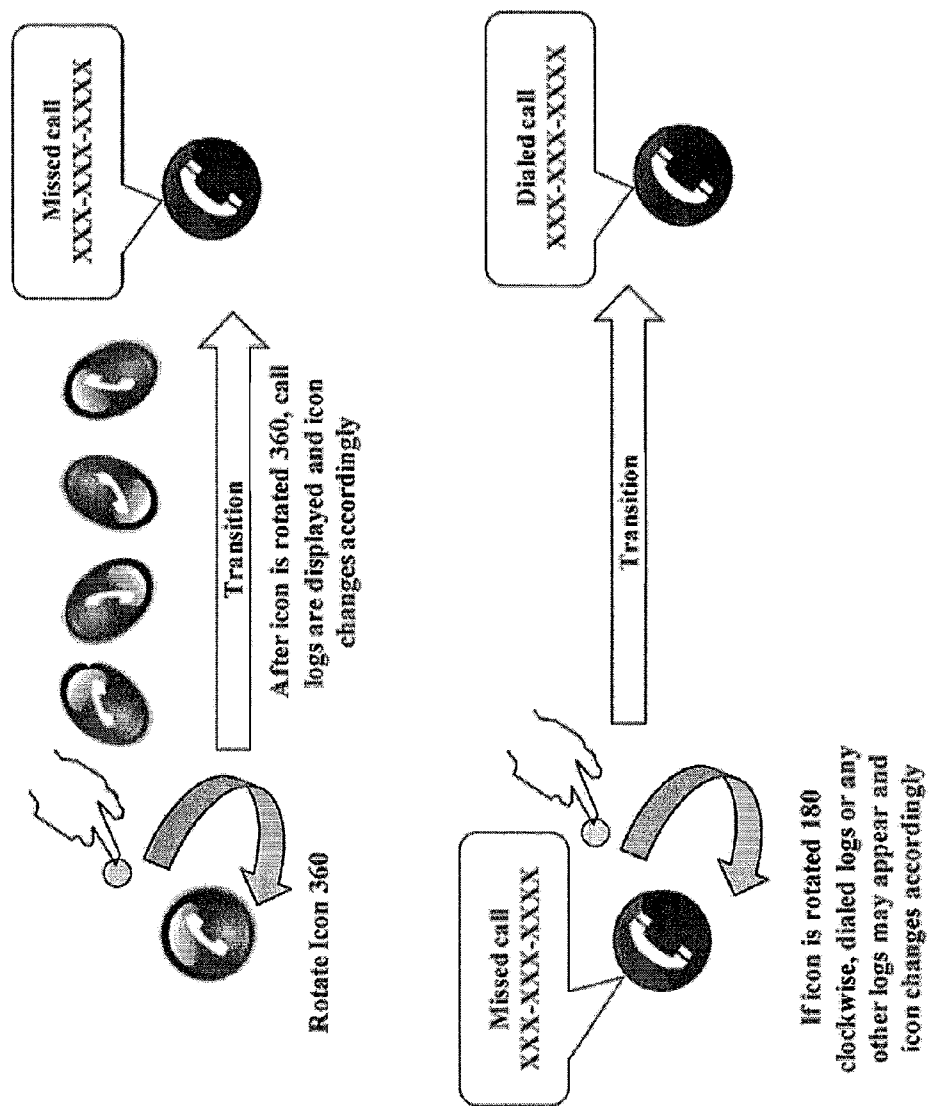 Rotate Icon 360
Transition
After icon is rotated 360, call
logs are displayed and icon
changes accordingly
Missed call
XXX-XXX-XXXX
Missed call
XXX-XXX-XXXX
If icon is rotated 180
clockwise, dialed logs or any
other logs may appear and
icon changes accordingly
Transition
Dialed call
XXX-XXX-XXXX